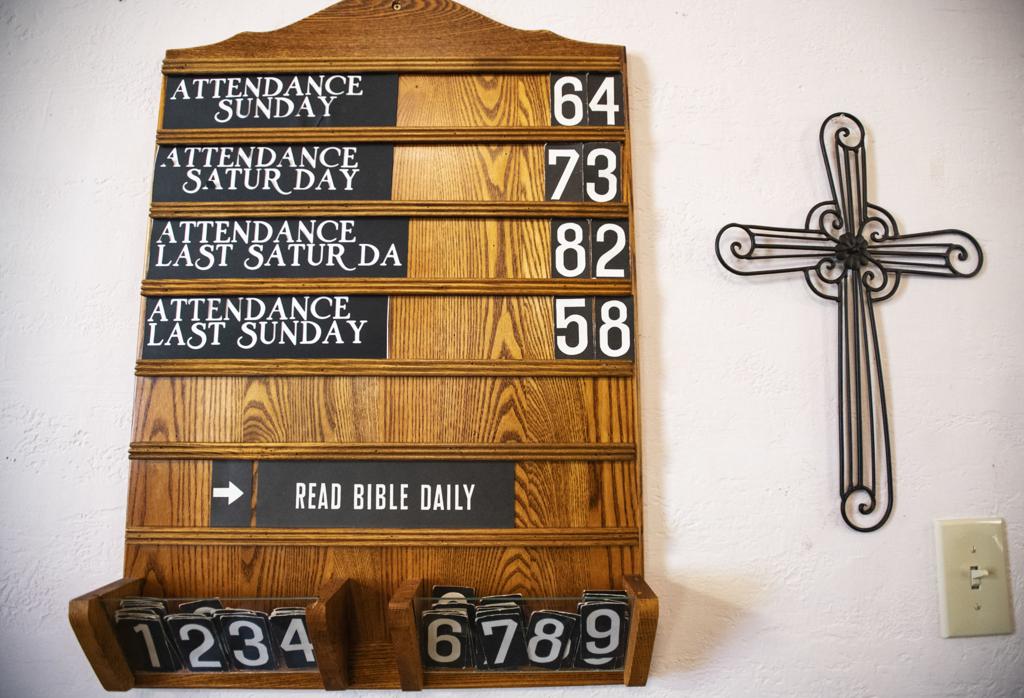 ATTENDANCE
SUNDAY 64
ATTENDANCE
SATURDAY 73
ATTENDANCE
LAST SATURDA 82
ATTENDANCE
LAST SUNDAY 58
→ READ BIBLE DAILY
1 2 3 4 6 7 8 9